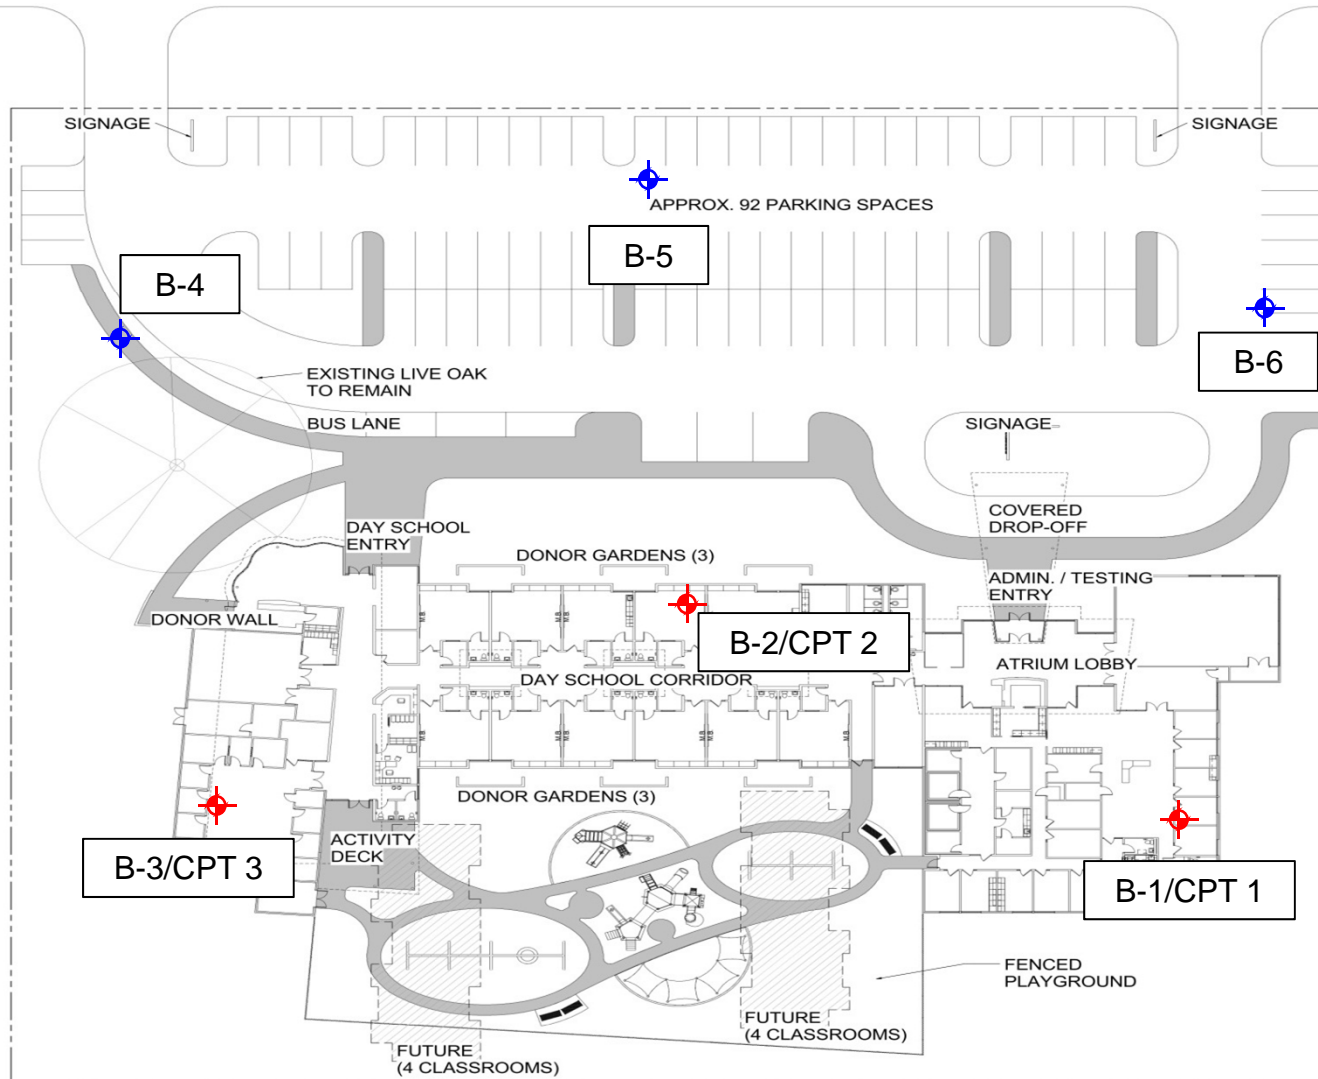 SIGNAGE
SIGNAGE
APPROX. 92 PARKING SPACES
B-5
B-4
B-6
EXISTING LIVE OAK
TO REMAIN
BUS LANE
SIGNAGE
COVERED
DROP-OFF
DAY SCHOOL
ENTRY
DONOR GARDENS (3)
ADMIN. / TESTING
ENTRY
DONOR WALL
M.B.
M.B.
M.B.
M.B.
B-2/CPT 2
ATRIUM LOBBY
DAY SCHOOL CORRIDOR
M.B.
M.B.
M.B.
M.B.
M.B.
DONOR GARDENS (3)
ACTIVITY
DECK
B-3/CPT 3
B-1/CPT 1
FENCED
PLAYGROUND
FUTURE
(4 CLASSROOMS)
FUTURE
(4 CLASSROOMS)